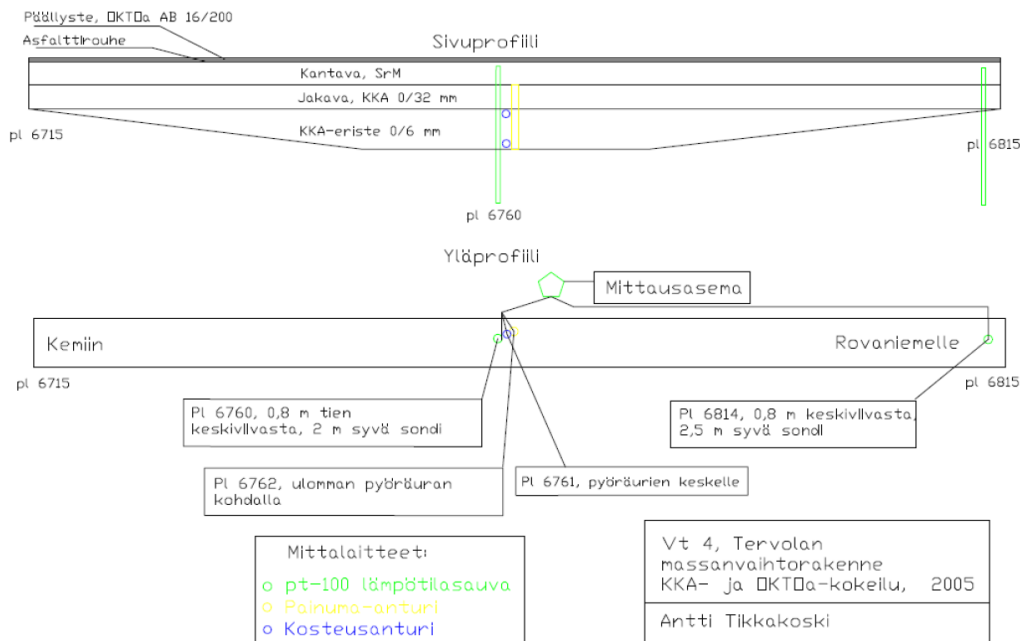 Päällyste, □KT□a AB 16/200
Asfalttirouhe
Sivuprofiili
Kantava, SrM
Jakava, KKA 0/32 mm
KKA-eriste 0/6 mm
pl 6715
pl 6815
pl 6760
Yläprofiili
Mittausasema
Kemiin
Rovaniemelle
pl 6715
pl 6815
Pl 6760, 0,8 m tien
keskivilvasta, 2 m syvä sondi
Pl 6814, 0,8 m keskivilvasta,
2,5 m syvä sondi
Pl 6762, ulomman pyöräuran
kohdalla
Pl 6761, pyöräurien keskelle
Mittalaitteet:
pt-100 lämpötilasauva
Painuma-anturi
Kosteusanturi
Vt 4, Tervolan
massanvaihtorakenne
KKA- ja □KT□a-kokeilu, 2005
Antti Tikkakoski